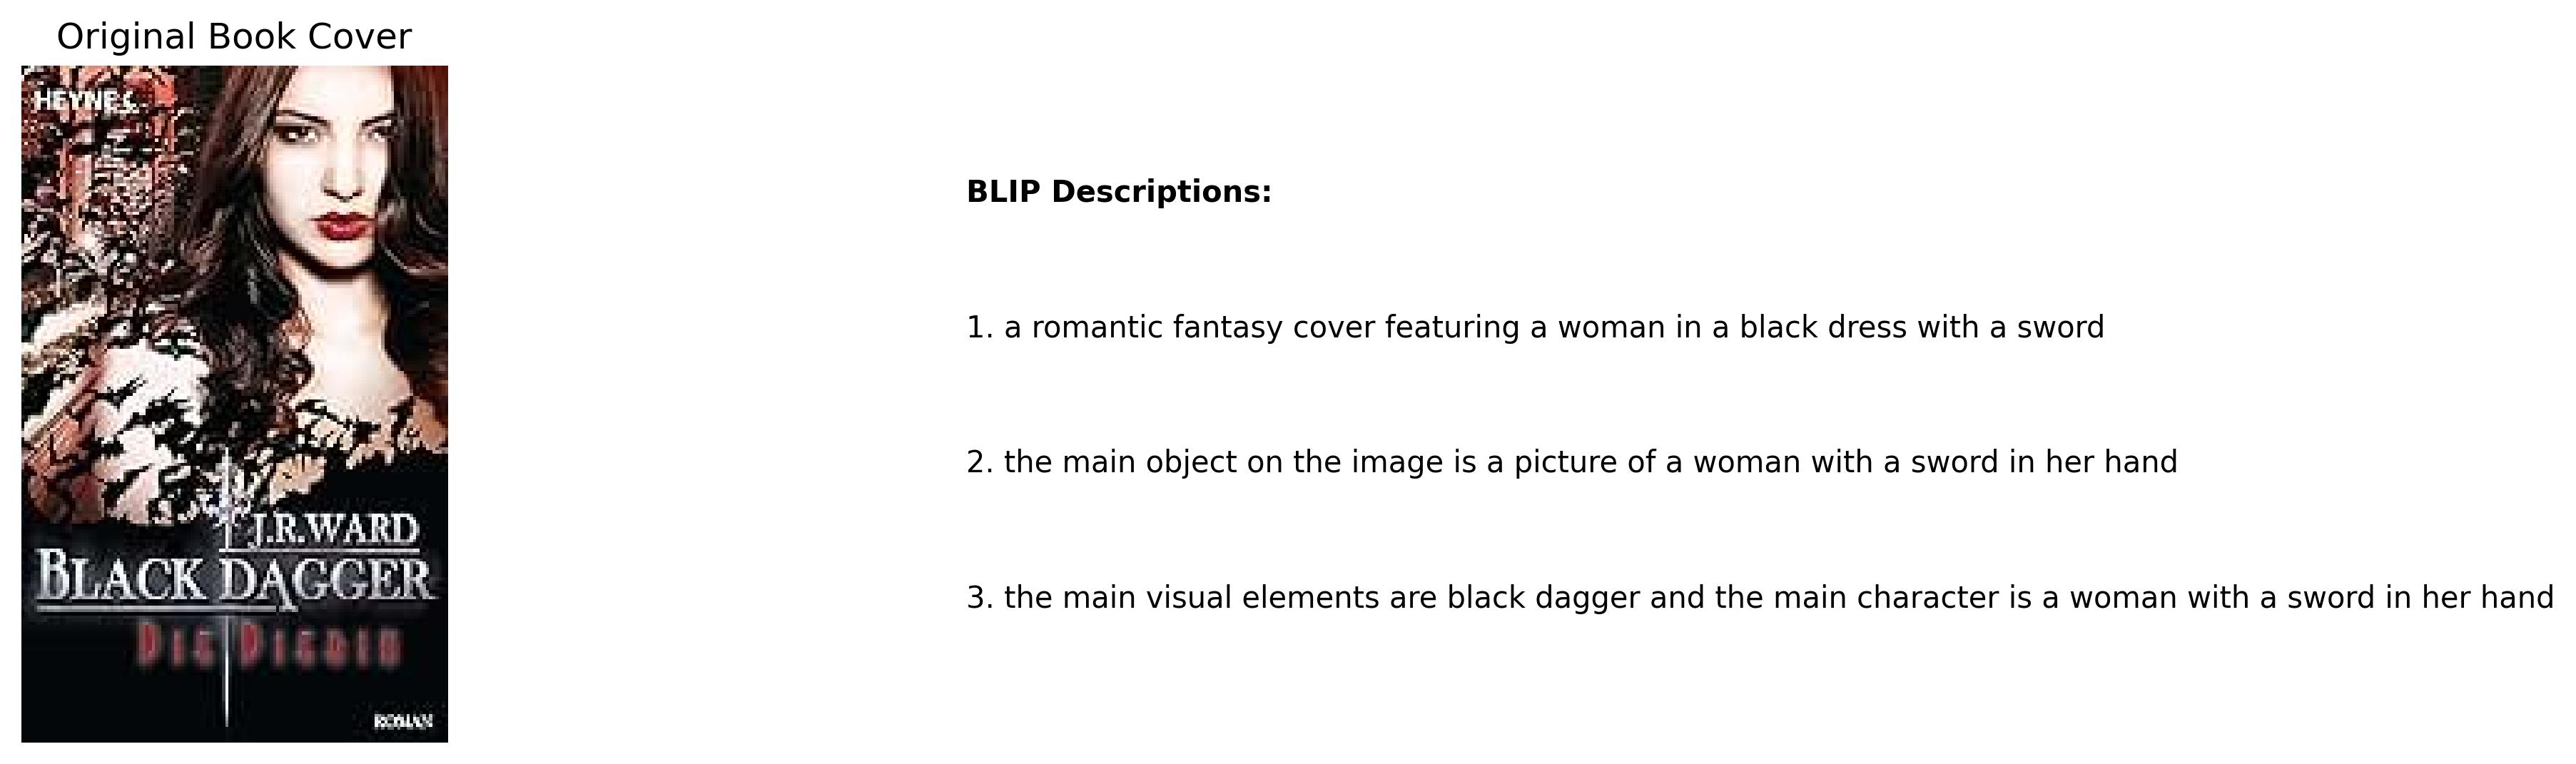 Original Book Cover
HEYNE<
J.R.WARD
BLACK DAGGER
ROMAN
BLIP Descriptions:
1. a romantic fantasy cover featuring a woman in a black dress with a sword
2. the main object on the image is a picture of a woman with a sword in her hand
3. the main visual elements are black dagger and the main character is a woman with a sword in her hand